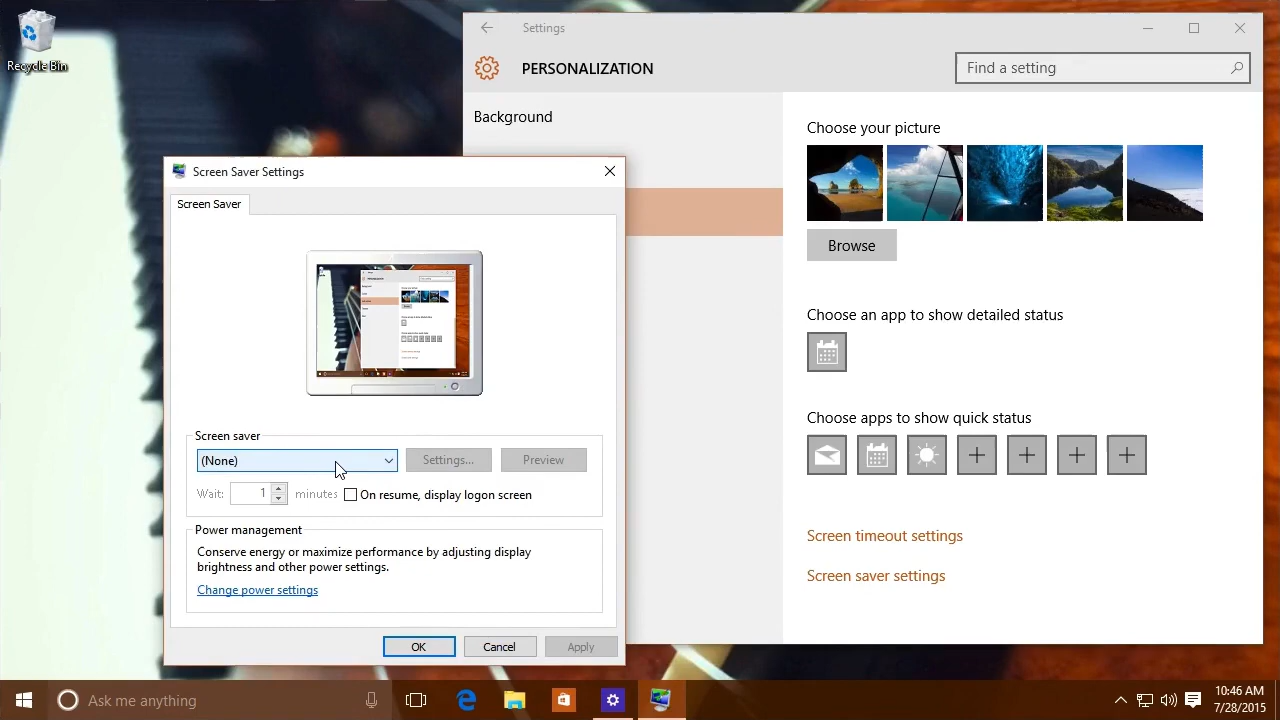 Recycle Bin
Settings
PERSONALIZATION
Find a setting
Background
Choose your picture
Browse
Choose an app to show detailed status
Choose apps to show quick status
Screen timeout settings
Screen saver settings
Screen Saver Settings
Screen Saver
Screen saver
(None)
Settings...
Preview
Wait:
1
minutes
On resume, display logon screen
Power management
Conserve energy or maximize performance by adjusting display
brightness and other power settings.
Change power settings
OK
Cancel
Apply
Ask me anything
10:46 AM
7/28/2015